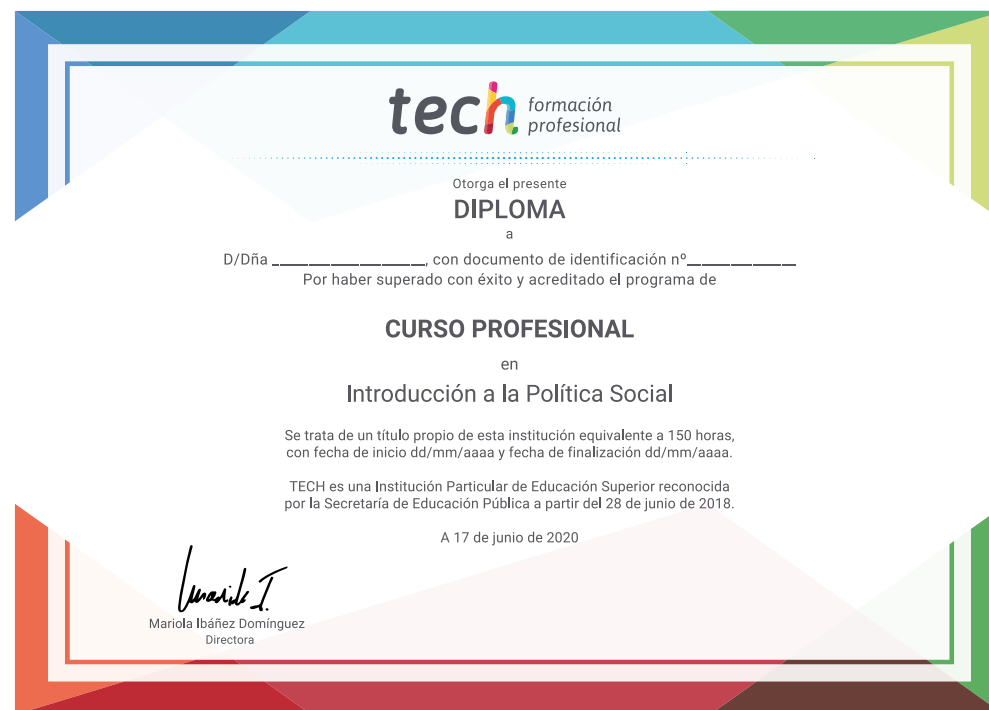 tech formación
profesional
Otorga el presente
DIPLOMA
a
D/Dña ____________________, con documento de identificación nº______________
Por haber superado con éxito y acreditado el programa de
CURSO PROFESIONAL
en
Introducción a la Política Social
Se trata de un título propio de esta institución equivalente a 150 horas,
con fecha de inicio dd/mm/aaaa y fecha de finalización dd/mm/aaaa.
TECH es una Institución Particular de Educación Superior reconocida
por la Secretaría de Educación Pública a partir del 28 de junio de 2018.
A 17 de junio de 2020
Mariola Ibáñez Domínguez
Directora